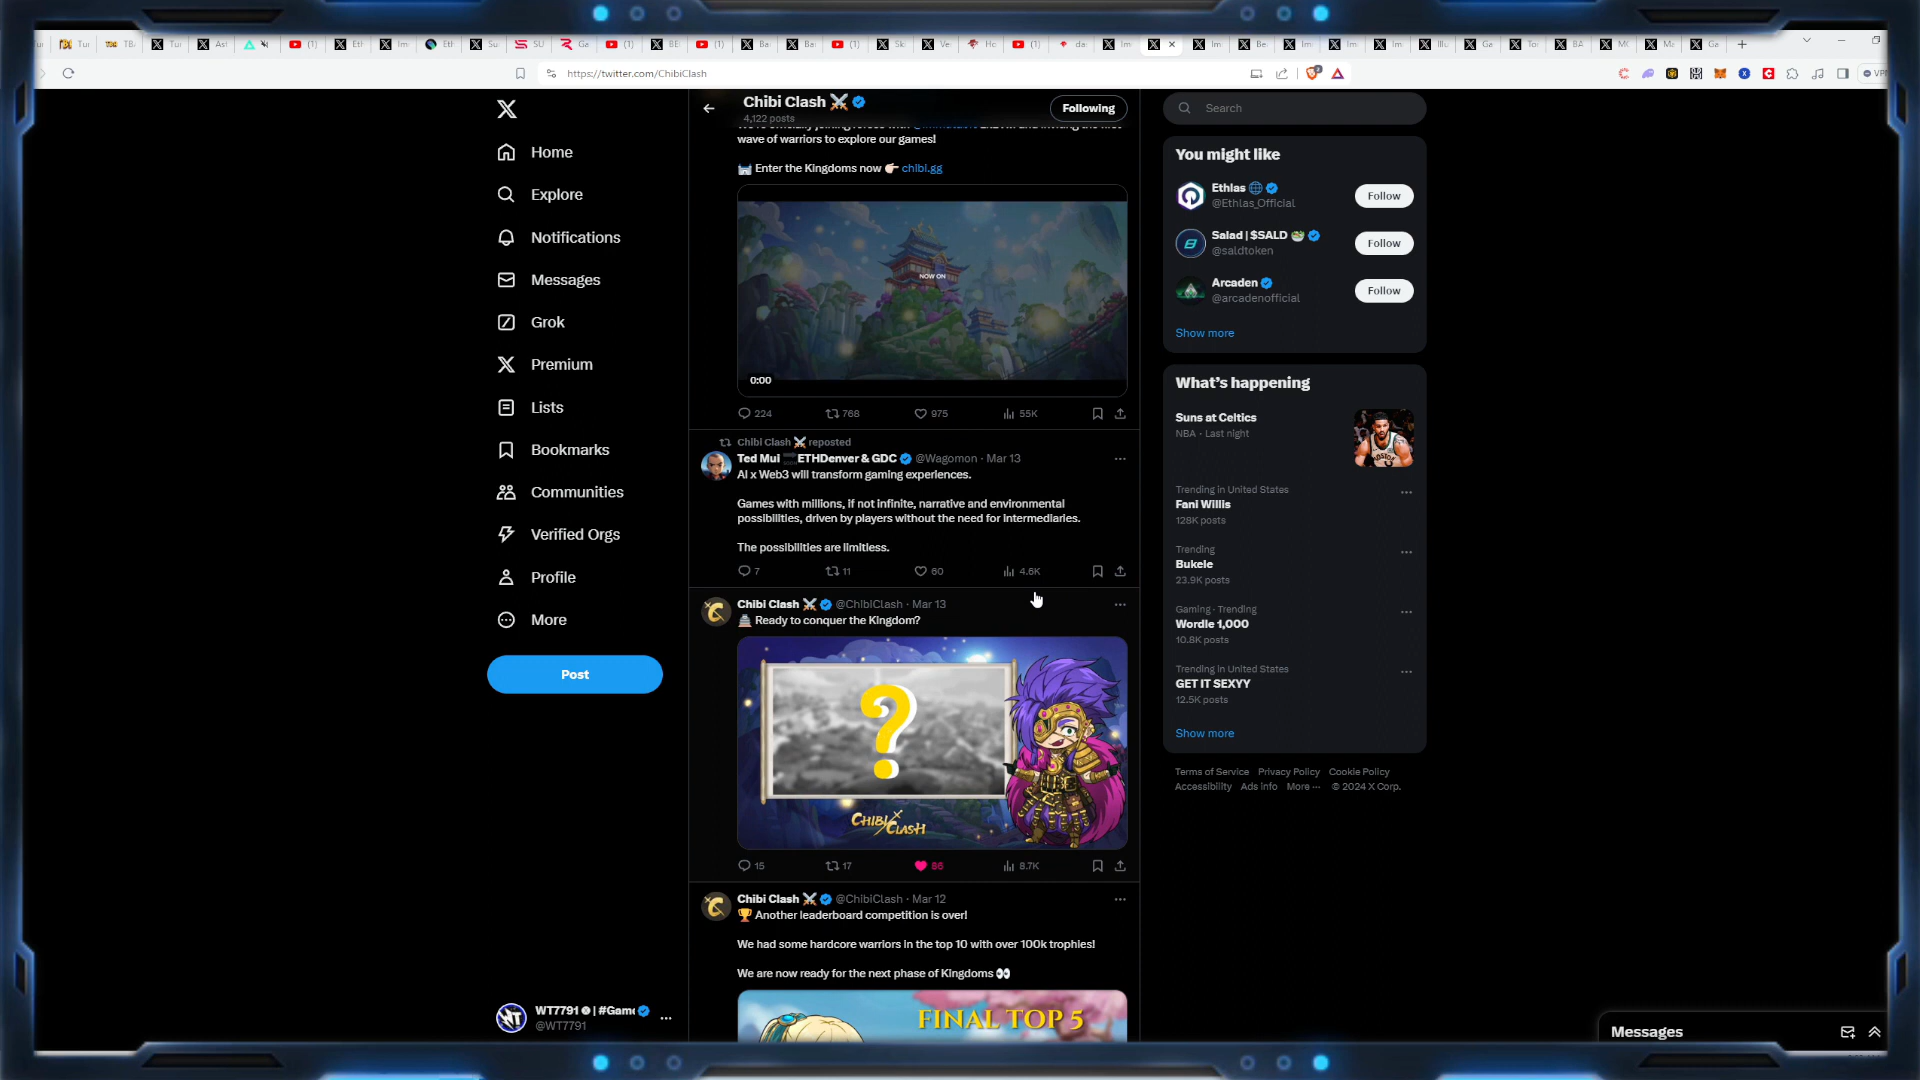 https://twitter.com/ChibiClash
VPN
Home
Explore
Notifications
Messages
Grok
Premium
Lists
Bookmarks
Communities
Verified Orgs
Profile
More
Post
WT7791 | #Game
@WT7791
Chibi Clash ⚔️
4,122 posts
Following
wave of warriors to explore our games!
🏰 Enter the Kingdoms now 👉🏻 chibi.gg
NOW ON
0:00
224 768 975 55K
Chibi Clash ⚔️ reposted
Ted Mui ETHDenver & GDC @Wagomon · Mar 13
AI x Web3 will transform gaming experiences.
Games with millions, if not infinite, narrative and environmental
possibilities, driven by players without the need for intermediaries.
The possibilities are limitless.
7 11 60 4.6K
Chibi Clash ⚔️ @ChibiClash · Mar 13
🏯 Ready to conquer the Kingdom?
?
CHIBI CLASH
15 17 86 8.7K
Chibi Clash ⚔️ @ChibiClash · Mar 12
🏆 Another leaderboard competition is over!
We had some hardcore warriors in the top 10 with over 100k trophies!
We are now ready for the next phase of Kingdoms 👀
FINAL TOP 5
Search
You might like
Ethlas 🌐
@Ethlas_Official
Follow
Salad | $SALD 🥗
@saldtoken
Follow
Arcaden
@arcadenofficial
Follow
Show more
What's happening
Suns at Celtics
NBA · Last night
Trending in United States
Fani Willis
128K posts
Trending
Bukele
23.9K posts
Gaming · Trending
Wordle 1,000
10.8K posts
Trending in United States
GET IT SEXYY
12.5K posts
Show more
Terms of Service Privacy Policy Cookie Policy
Accessibility Ads info More ··· © 2024 X Corp.
Messages